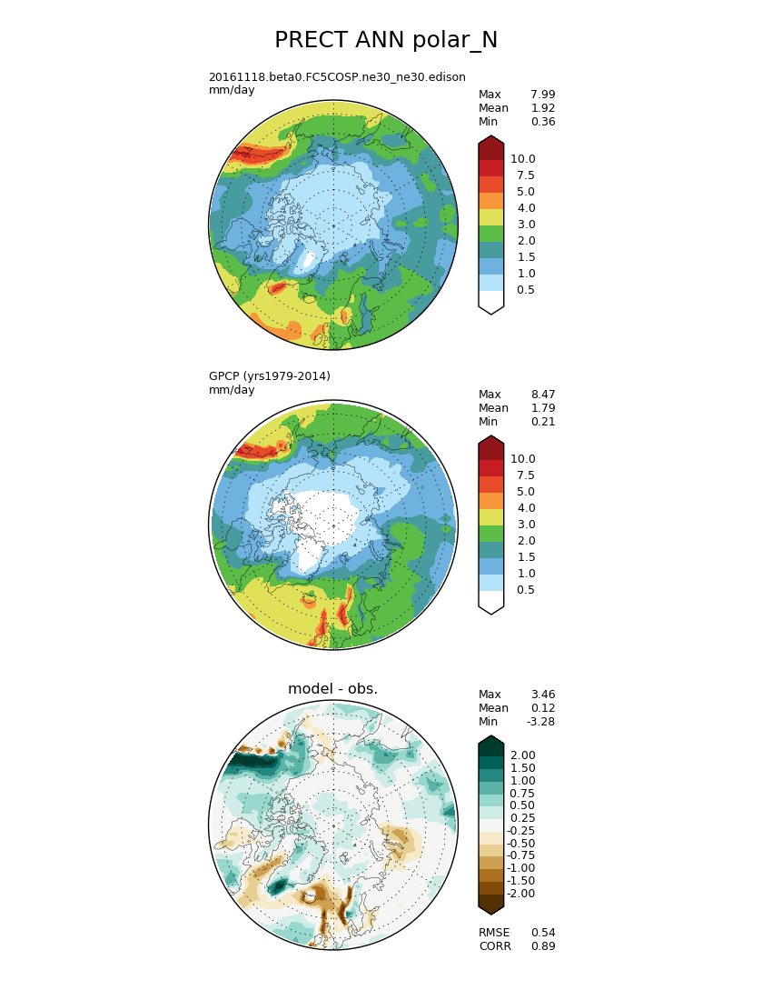 PRECT ANN polar_N
20161118.beta0.FC5COSP.ne30_ne30.edison
mm/day
Max 7.99
Mean 1.92
Min 0.36
10.0
7.5
5.0
4.0
3.0
2.0
1.5
1.0
0.5
GPCP (yrs1979-2014)
mm/day
Max 8.47
Mean 1.79
Min 0.21
10.0
7.5
5.0
4.0
3.0
2.0
1.5
1.0
0.5
model - obs.
Max 3.46
Mean 0.12
Min -3.28
2.00
1.50
1.00
0.75
0.50
0.25
-0.25
-0.50
-0.75
-1.00
-1.50
-2.00
RMSE 0.54
CORR 0.89